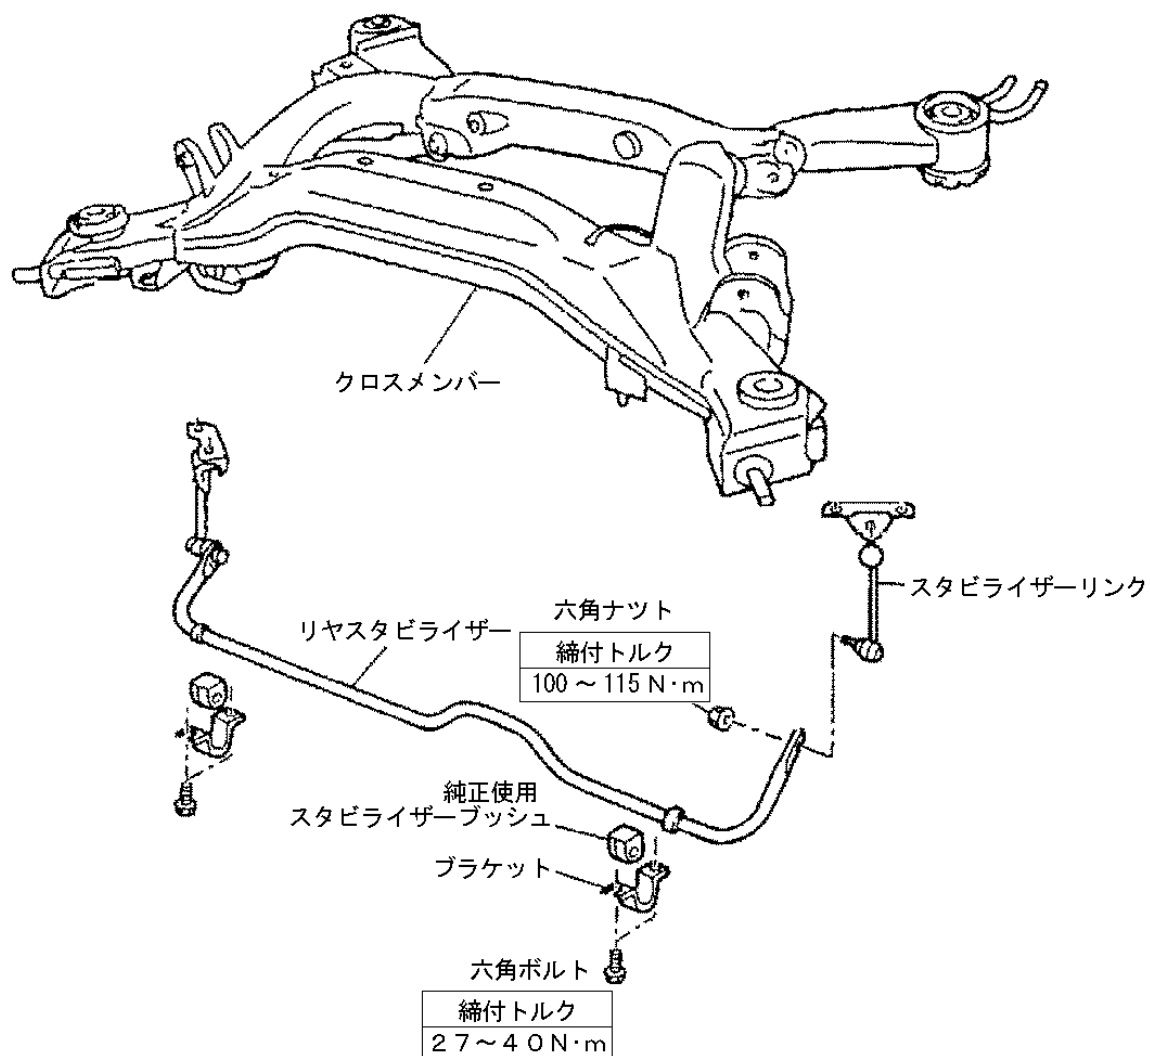 クロスメンバー
スタビライザーリンク
六角ナツト
リヤスタビライザー
締付トルク
100～115 N･m
純正使用
スタビライザーブッシュ
ブラケット
六角ボルト
締付トルク
２７～４０Ｎ･m